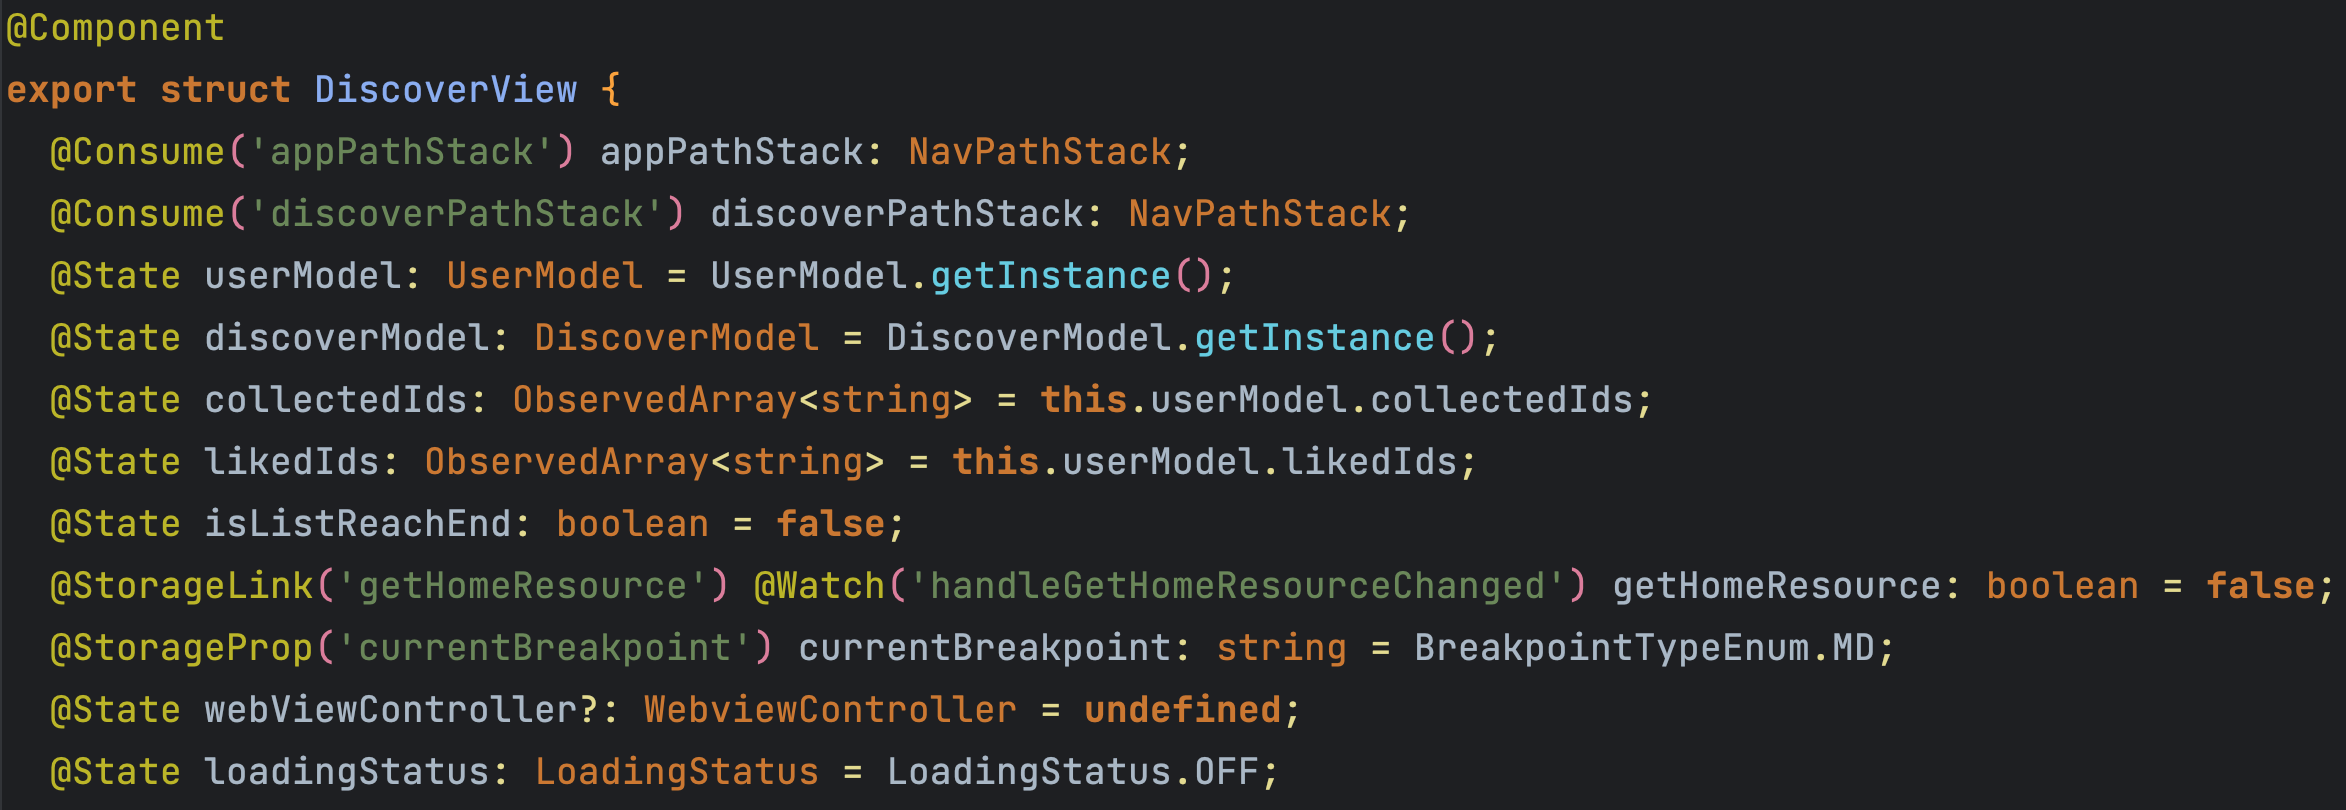 @Component
export struct DiscoverView {
  @Consume('appPathStack') appPathStack: NavPathStack;
  @Consume('discoverPathStack') discoverPathStack: NavPathStack;
  @State userModel: UserModel = UserModel.getInstance();
  @State discoverModel: DiscoverModel = DiscoverModel.getInstance();
  @State collectedIds: ObservedArray<string> = this.userModel.collectedIds;
  @State likedIds: ObservedArray<string> = this.userModel.likedIds;
  @State isListReachEnd: boolean = false;
  @StorageLink('getHomeResource') @Watch('handleGetHomeResourceChanged') getHomeResource: boolean = false;
  @StorageProp('currentBreakpoint') currentBreakpoint: string = BreakpointTypeEnum.MD;
  @State webViewController?: WebviewController = undefined;
  @State loadingStatus: LoadingStatus = LoadingStatus.OFF;